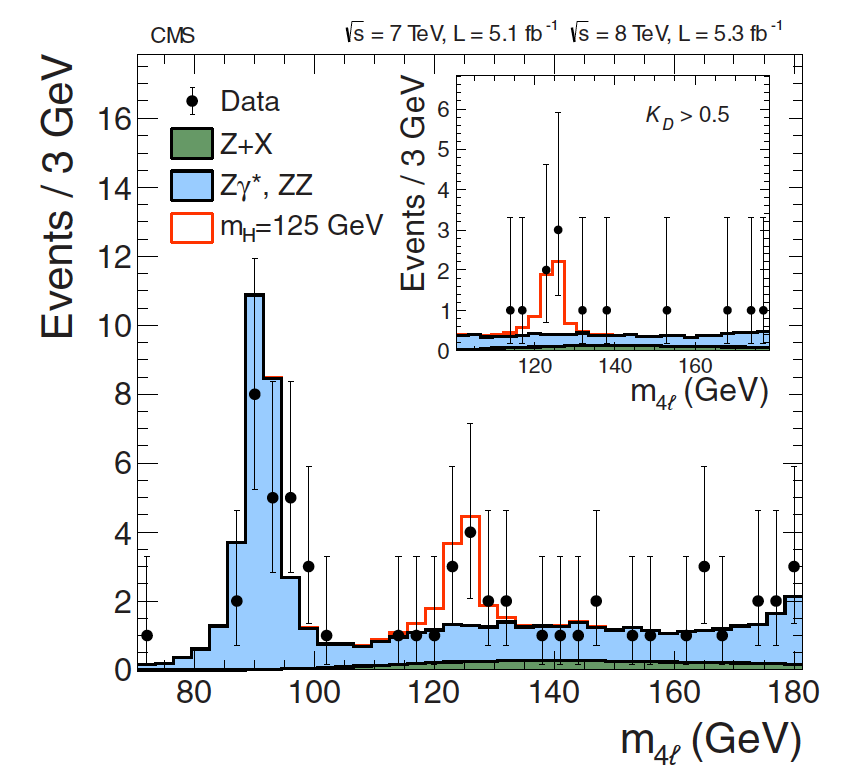 CMS √s = 7 TeV, L = 5.1 fb⁻¹ √s = 8 TeV, L = 5.3 fb⁻¹
Events / 3 GeV
16
14
12
10
8
6
4
2
0
Data
Z+X
Zγ*, ZZ
m_H=125 GeV
80 100 120 140 160 180
m_4ℓ (GeV)
Events / 3 GeV
6
5
4
3
2
1
0
K_D > 0.5
120 140 160
m_4ℓ (GeV)